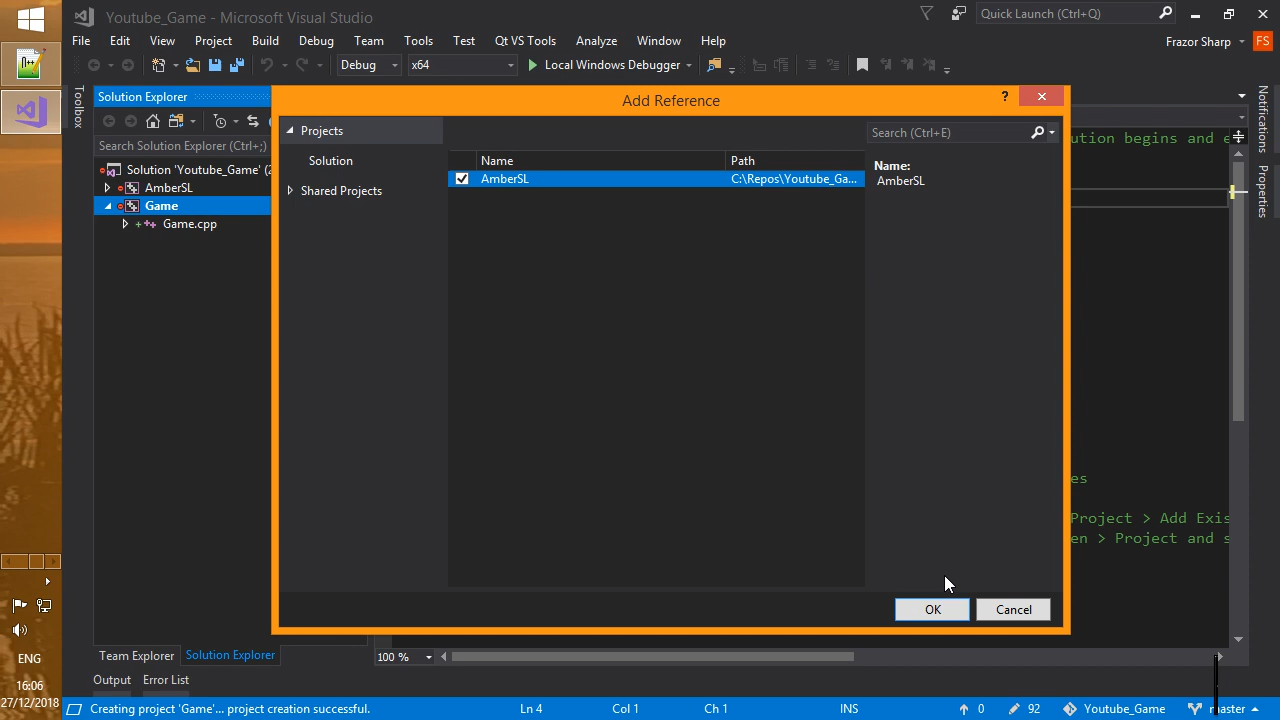 Youtube_Game - Microsoft Visual Studio
Quick Launch (Ctrl+Q)
File Edit View Project Build Debug Team Tools Test Qt VS Tools Analyze Window Help
Frazor Sharp FS
Debug x64 Local Windows Debugger
Toolbox
Solution Explorer
Search Solution Explorer (Ctrl+;)
Solution 'Youtube_Game' (2
AmberSL
Game
Game.cpp
Add Reference
?
Projects
Solution
Shared Projects
Search (Ctrl+E)
Name Path
AmberSL C:\Repos\Youtube_Ga...
Name:
AmberSL
OK Cancel
ution begins and e
es
Project > Add Exis
en > Project and s
Notifications
Properties
Team Explorer Solution Explorer
100 %
Output Error List
Creating project 'Game'... project creation successful.
Ln 4 Col 1 Ch 1 INS
0 92 Youtube_Game master
ENG
16:06
27/12/2018